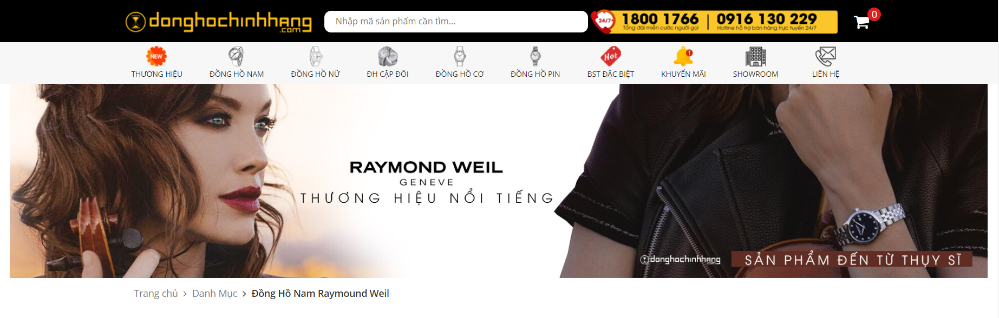 donghochinhhang
.com
Nhập mã sản phẩm cần tìm...
24/7
1800 1766 | 0916 130 229
Tổng đài miễn cước người gọi
Hotline hỗ trợ bán hàng trực tuyến 24/7
0
NEW
Hot
1
THƯƠNG HIỆU
ĐỒNG HỒ NAM
ĐỒNG HỒ NỮ
ĐH CẶP ĐÔI
ĐỒNG HỒ CƠ
ĐỒNG HỒ PIN
BST ĐẶC BIỆT
KHUYẾN MÃI
SHOWROOM
LIÊN HỆ
RAYMOND WEIL
GENEVE
THƯƠNG HIỆU NỔI TIẾNG
donghochinhhang
.com
SẢN PHẨM ĐẾN TỪ THỤY SĨ
Trang chủ > Danh Mục > Đồng Hồ Nam Raymound Weil